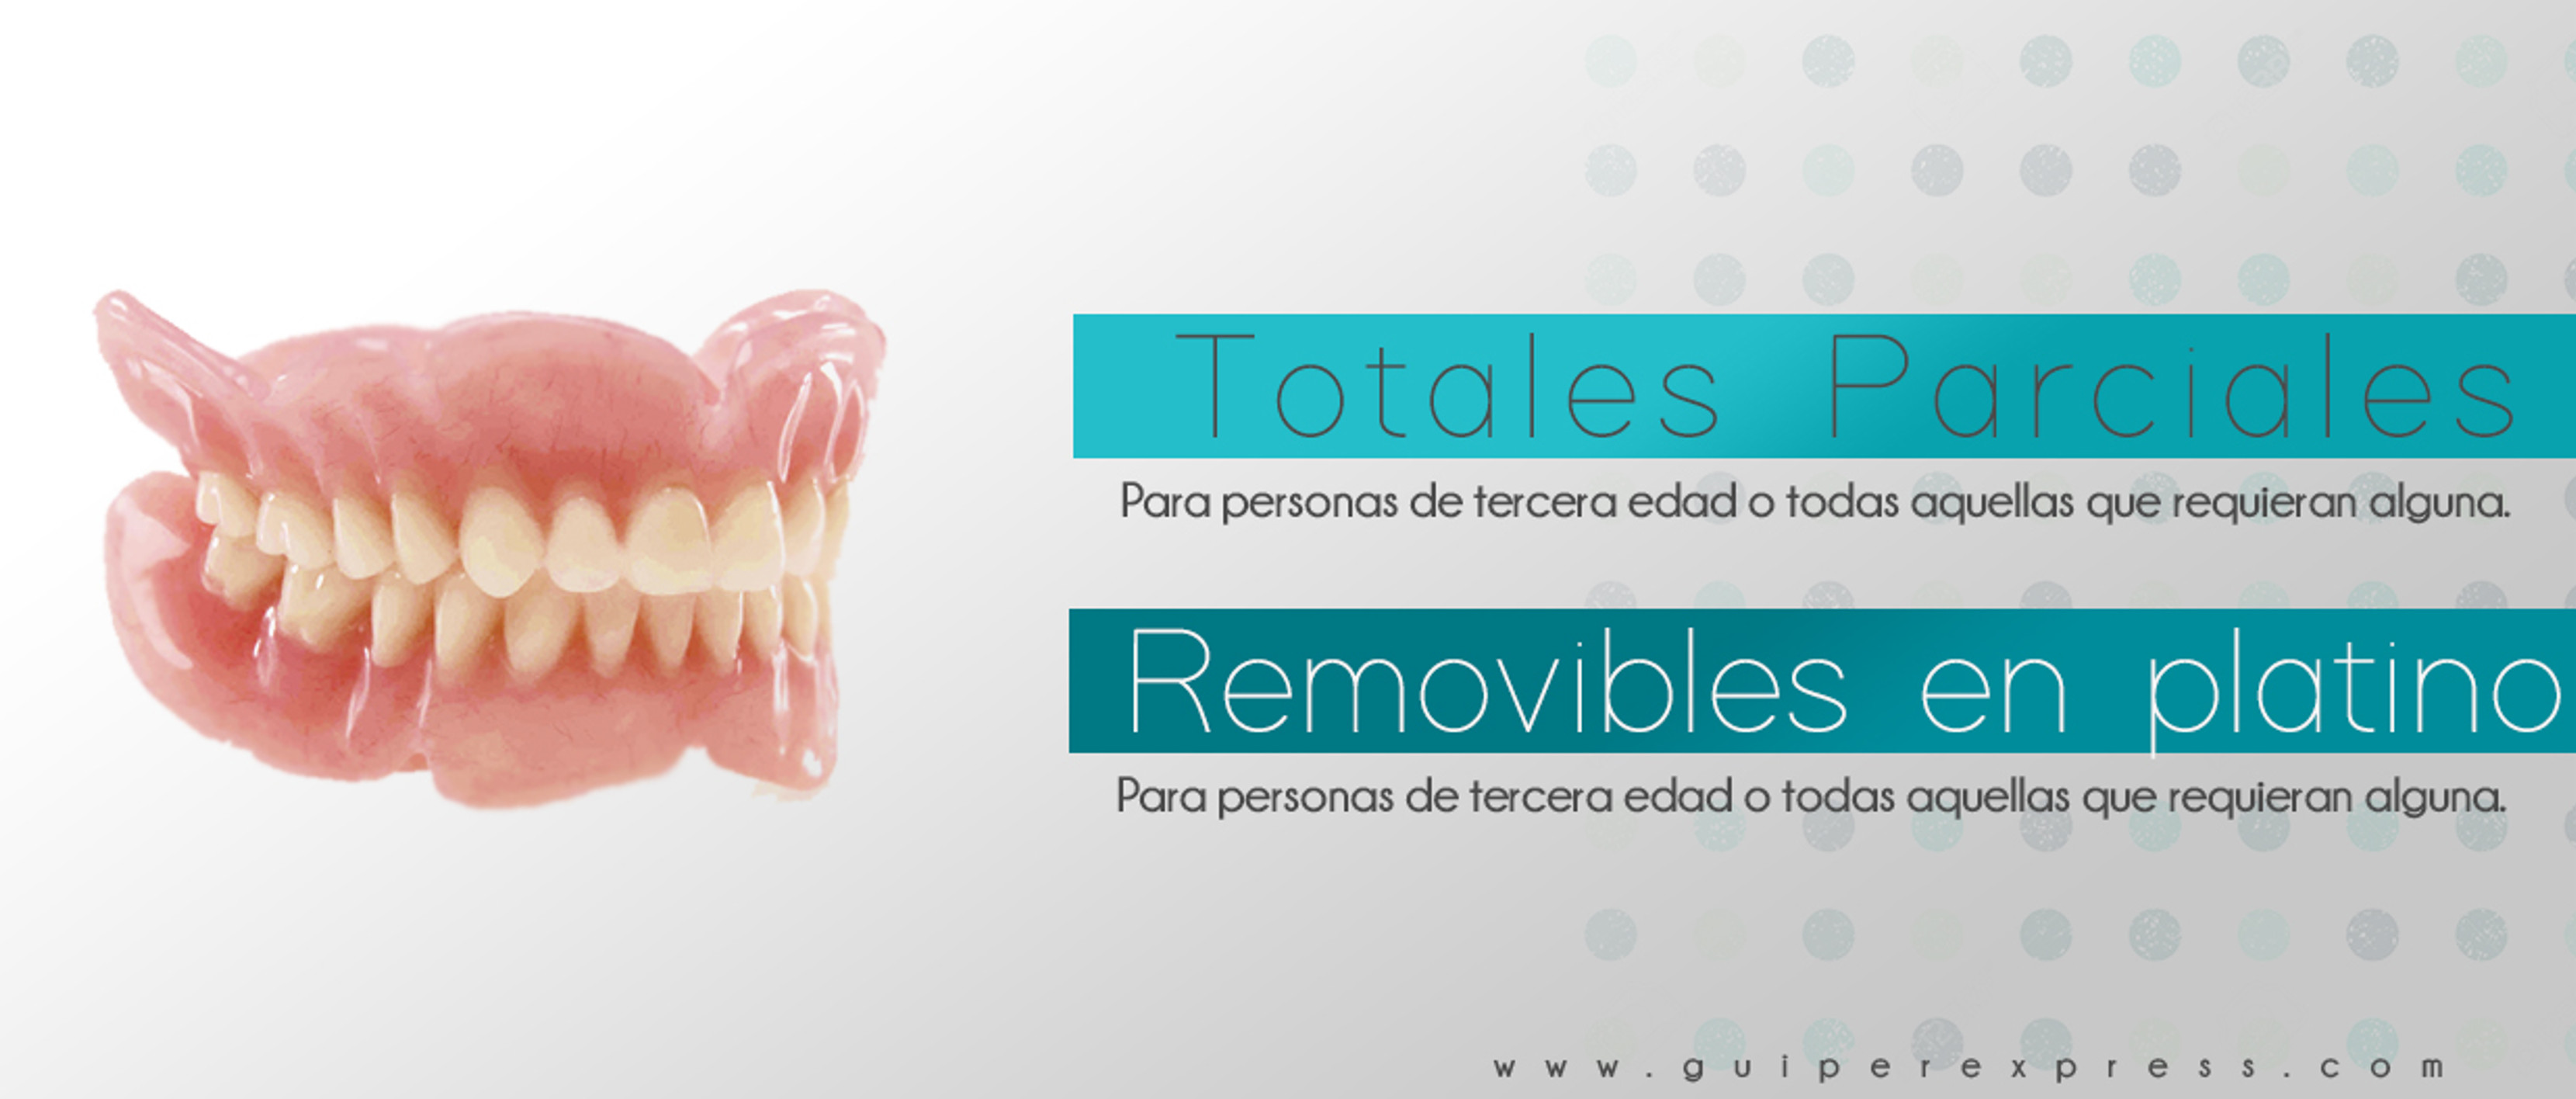 Totales Parciales
Para personas de tercera edad o todas aquellas que requieran alguna.
Removibles en platino
Para personas de tercera edad o todas aquellas que requieran alguna.
www.guiperexpress.com